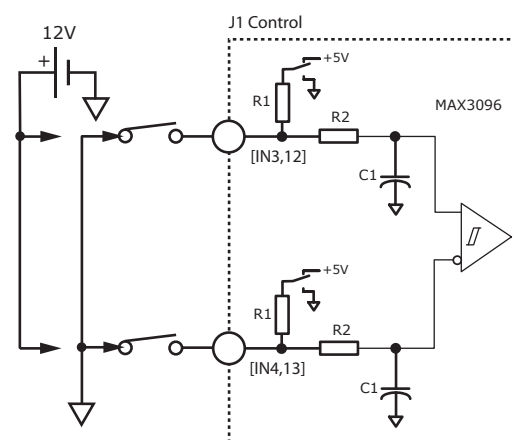 J1 Control
12V
+
+5V
R1
R2
MAX3096
[IN3,12]
C1
+5V
R1
R2
[IN4,13]
C1